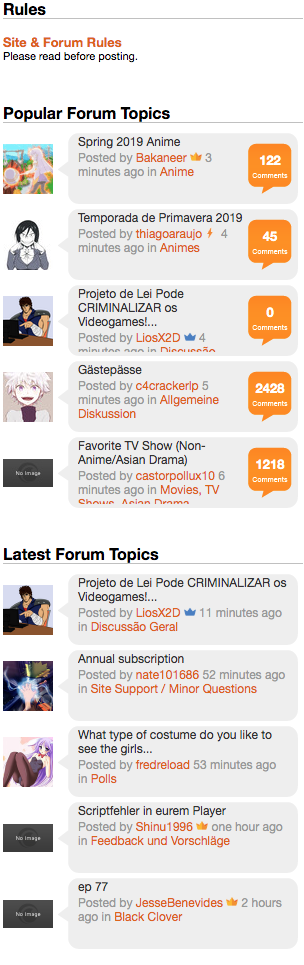 Rules
Site & Forum Rules
Please read before posting.
Popular Forum Topics
Spring 2019 Anime
Posted by Bakaneer 3
minutes ago in Anime
122
Comments
Temporada de Primavera 2019
Posted by thiagoaraujo 4
minutes ago in Animes
45
Comments
Projeto de Lei Pode
CRIMINALIZAR os
Videogames!...
Posted by LiosX2D 4
minutes ago in Discussão
0
Comments
Gästepässe
Posted by c4crackerlp 5
minutes ago in Allgemeine
Diskussion
2428
Comments
No Image
Favorite TV Show (Non-
Anime/Asian Drama)
Posted by castorpollux10 6
minutes ago in Movies, TV
Shows, Asian Drama
1218
Comments
Latest Forum Topics
Projeto de Lei Pode CRIMINALIZAR os
Videogames!...
Posted by LiosX2D 11 minutes ago
in Discussão Geral
Annual subscription
Posted by nate101686 52 minutes ago
in Site Support / Minor Questions
What type of costume do you like to
see the girls...
Posted by fredreload 53 minutes ago
in Polls
No Image
Scriptfehler in eurem Player
Posted by Shinu1996 one hour ago
in Feedback und Vorschläge
No Image
ep 77
Posted by JesseBenevides 2 hours
ago in Black Clover